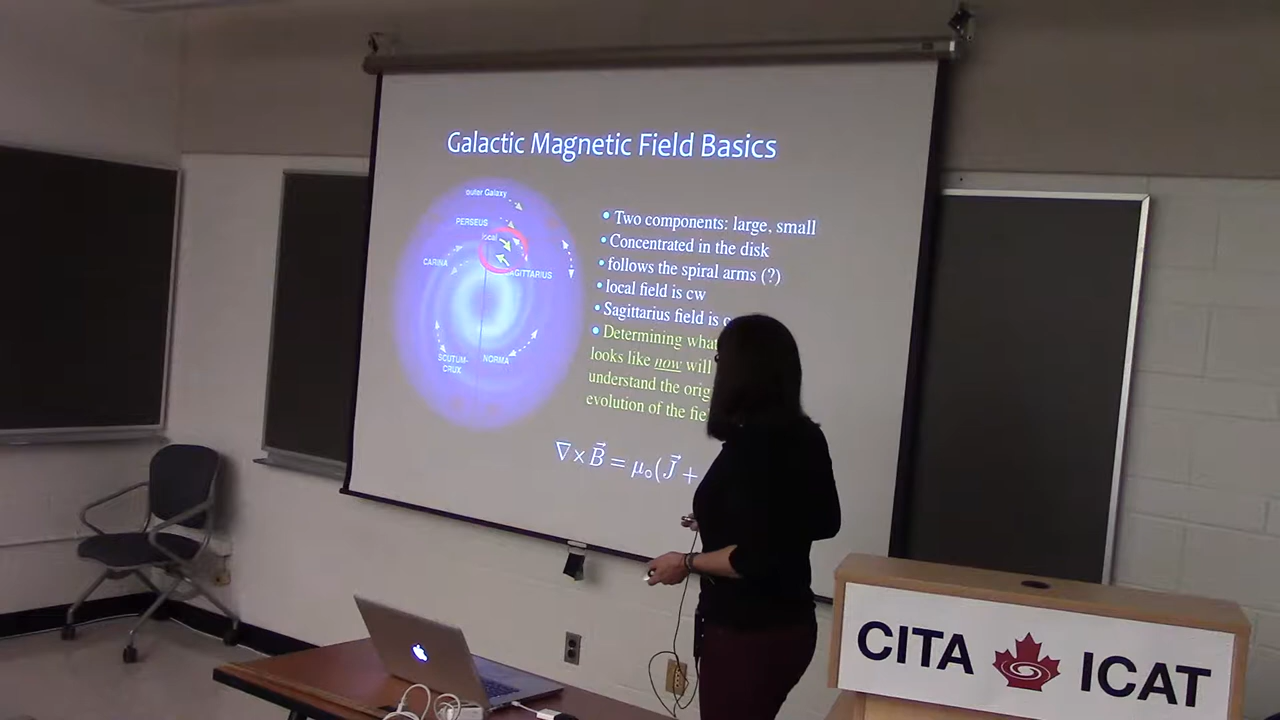 Galactic Magnetic Field Basics
outer Galaxy
PERSEUS
local
CARINA
SAGITTARIUS
SCUTUM-
CRUX
NORMA
• Two components: large, small
• Concentrated in the disk
• follows the spiral arms (?)
• local field is cw
• Sagittarius field is
• Determining what
looks like now will
understand the orig
evolution of the fie
∇×B⃗ = μ₀(J⃗ +
CITA ICAT